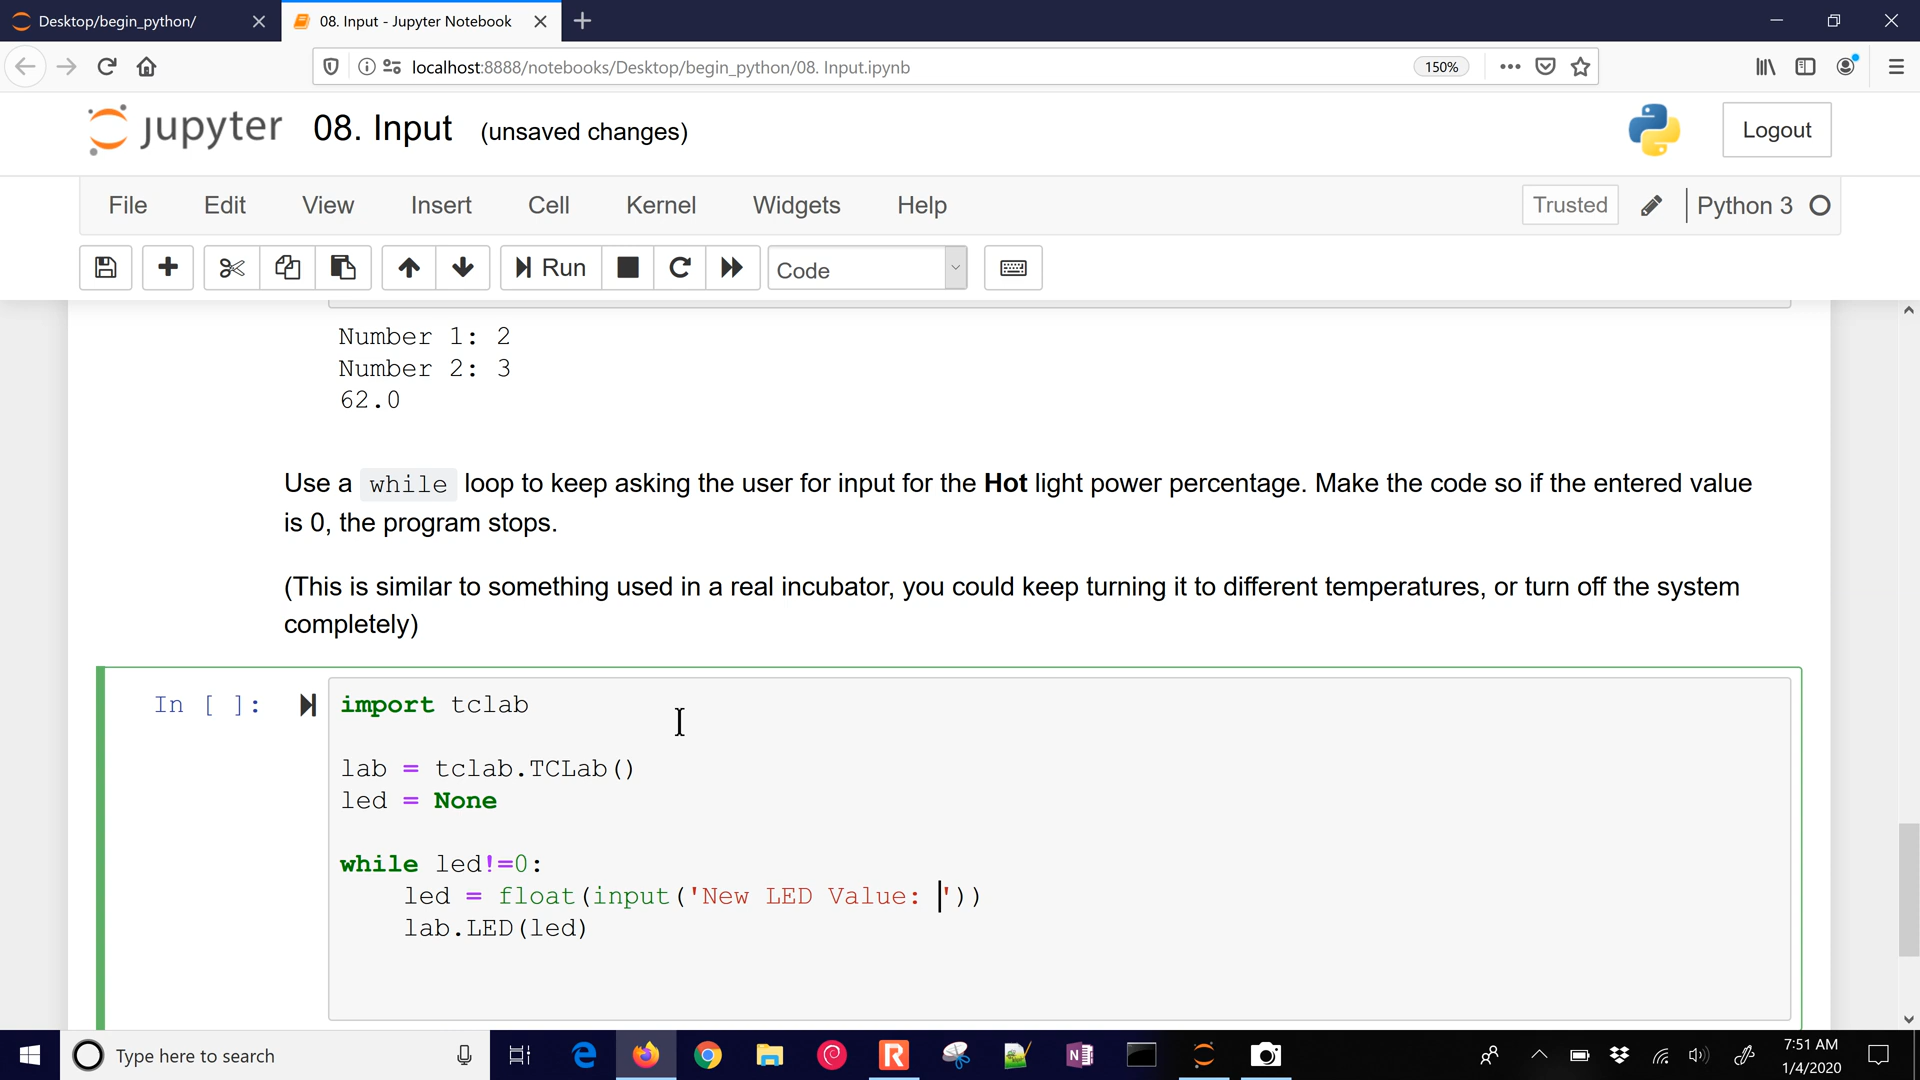 Desktop/begin_python/
08. Input - Jupyter Notebook
localhost:8888/notebooks/Desktop/begin_python/08. Input.ipynb
150%
jupyter 08. Input (unsaved changes)
Logout
File Edit View Insert Cell Kernel Widgets Help
Trusted
Python 3
Run
Code
Number 1: 2
Number 2: 3
62.0
Use a while loop to keep asking the user for input for the Hot light power percentage. Make the code so if the entered value
is 0, the program stops.
(This is similar to something used in a real incubator, you could keep turning it to different temperatures, or turn off the system
completely)
In [ ]:
import tclab
lab = tclab.TCLab()
led = None
while led!=0:
    led = float(input('New LED Value: '))
    lab.LED(led)
Type here to search
7:51 AM
1/4/2020